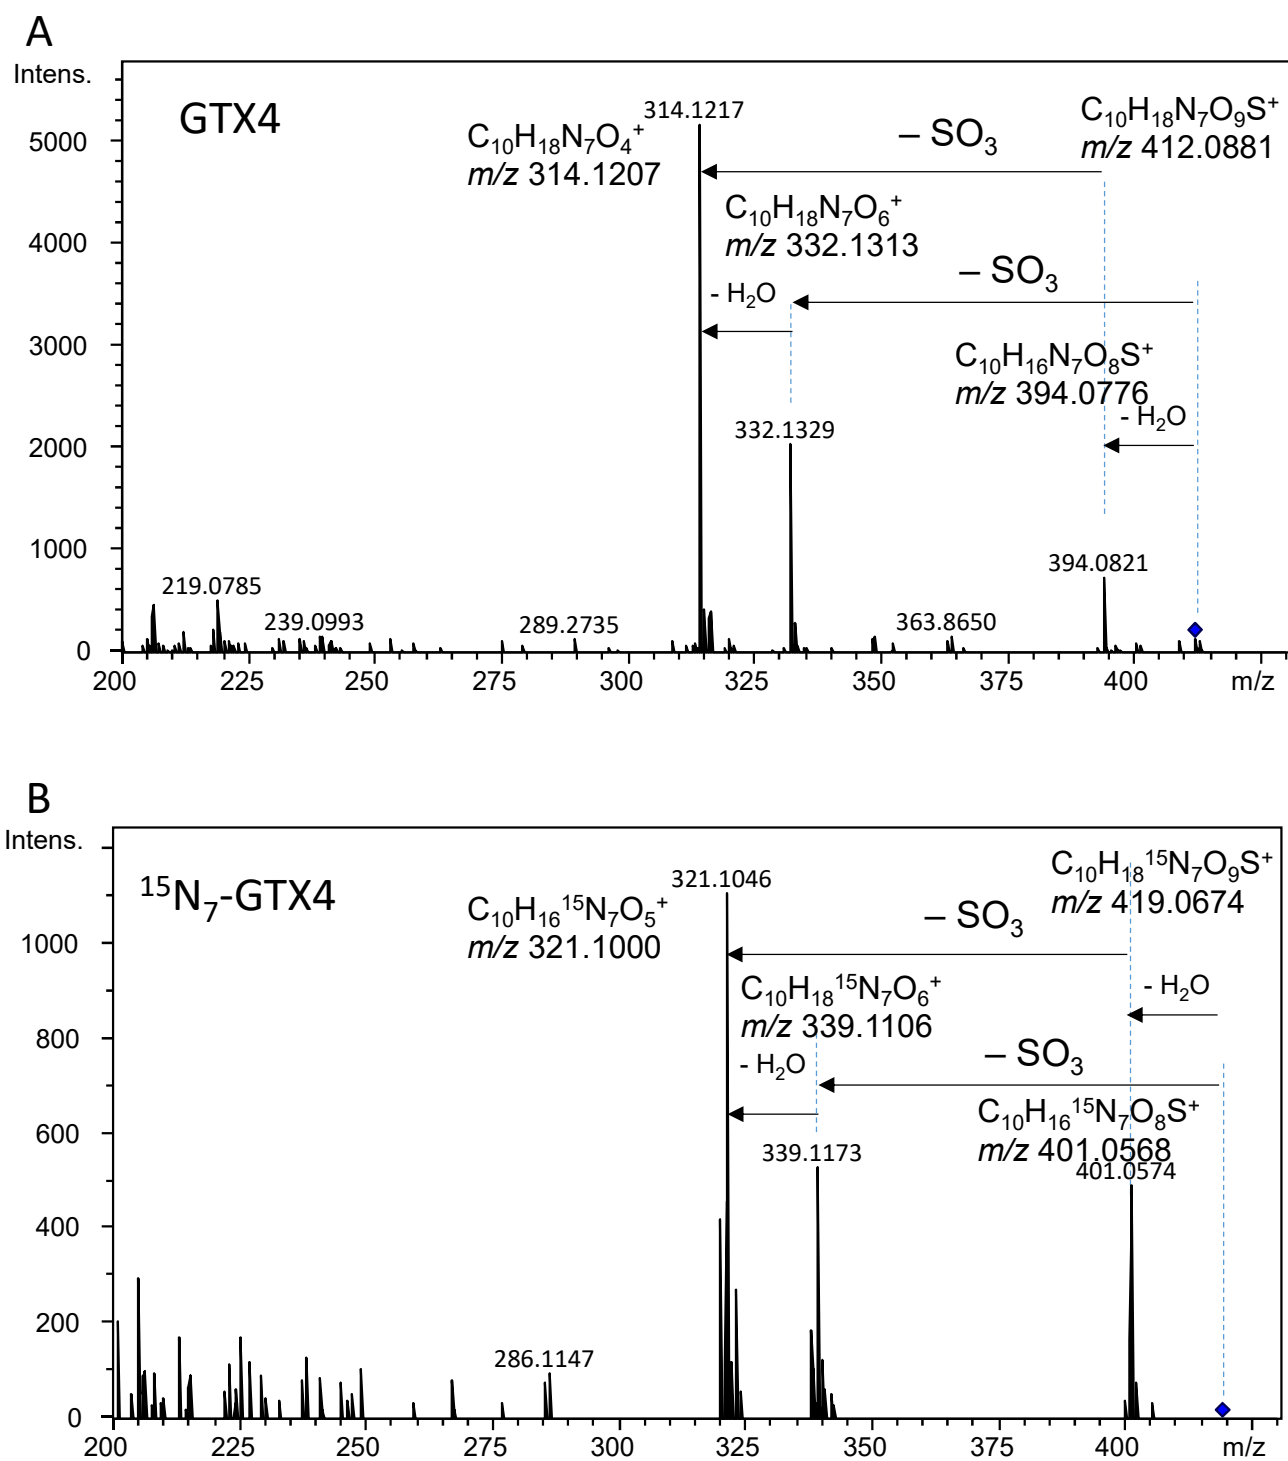 A
Intens.
GTX4
314.1217
C10H18N7O4+
m/z 314.1207
– SO3
C10H18N7O9S+
m/z 412.0881
C10H18N7O6+
m/z 332.1313
– SO3
- H2O
C10H16N7O8S+
m/z 394.0776
- H2O
332.1329
394.0821
219.0785
239.0993
289.2735
363.8650
5000
4000
3000
2000
1000
0
200 225 250 275 300 325 350 375 400 m/z
B
Intens.
15N7-GTX4
321.1046
C10H16 15N7O5+
m/z 321.1000
– SO3
C10H18 15N7O9S+
m/z 419.0674
- H2O
C10H18 15N7O6+
m/z 339.1106
- H2O
– SO3
C10H16 15N7O8S+
m/z 401.0568
339.1173
401.0574
286.1147
1000
800
600
400
200
0
200 225 250 275 300 325 350 375 400 m/z